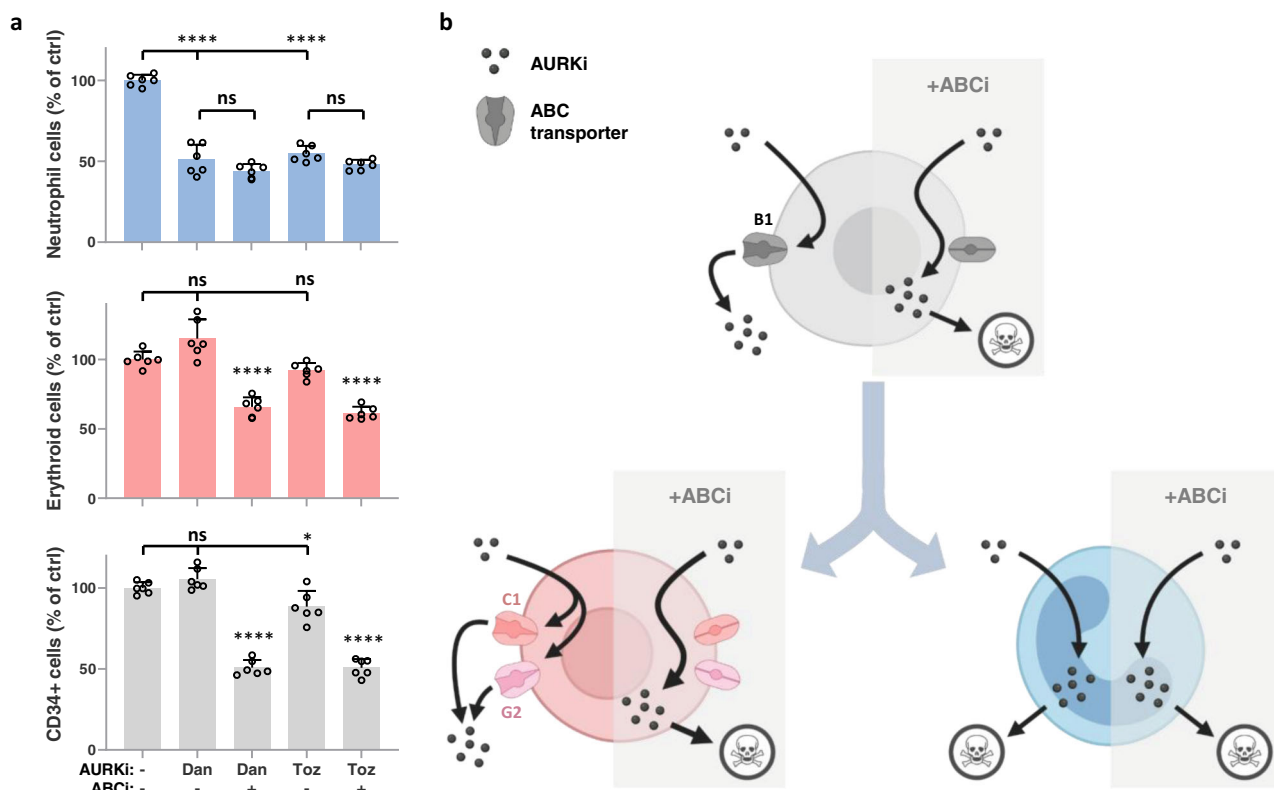 a
Neutrophil cells (% of ctrl)
100
50
0
**** ****
ns ns
Erythroid cells (% of ctrl)
100
50
0
ns ns
**** ****
CD34+ cells (% of ctrl)
100
50
0
ns *
**** ****
AURKi: - Dan Dan Toz Toz
ABCi: - - + - +
b
AURKi
ABC
transporter
+ABCi
B1
+ABCi
C1
G2
+ABCi